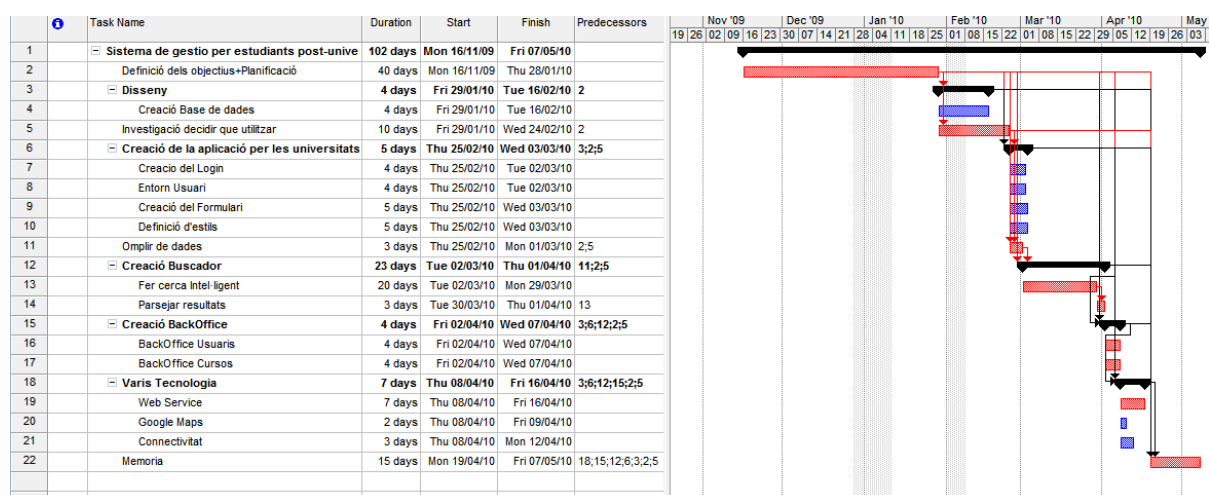 Task Name Duration Start Finish Predecessors Nov '09 Dec '09 Jan '10 Feb '10 Mar '10 Apr '10 May
19 26 02 09 16 23 30 07 14 21 28 04 11 18 25 01 08 15 22 01 08 15 22 29 05 12 19 26 03
1 Sistema de gestio per estudiants post-unive 102 days Mon 16/11/09 Fri 07/05/10
2 Definició dels objectius+Planificació 40 days Mon 16/11/09 Thu 28/01/10
3 Disseny 4 days Fri 29/01/10 Tue 16/02/10 2
4 Creació Base de dades 4 days Fri 29/01/10 Tue 16/02/10
5 Investigació decidir que utilitzar 10 days Fri 29/01/10 Wed 24/02/10 2
6 Creació de la aplicació per les universitats 5 days Thu 25/02/10 Wed 03/03/10 3;2;5
7 Creacio del Login 4 days Thu 25/02/10 Tue 02/03/10
8 Entorn Usuari 4 days Thu 25/02/10 Tue 02/03/10
9 Creació del Formulari 5 days Thu 25/02/10 Wed 03/03/10
10 Definició d'estils 5 days Thu 25/02/10 Wed 03/03/10
11 Omplir de dades 3 days Thu 25/02/10 Mon 01/03/10 2;5
12 Creació Buscador 23 days Tue 02/03/10 Thu 01/04/10 11;2;5
13 Fer cerca Intel·ligent 20 days Tue 02/03/10 Mon 29/03/10
14 Parsejar resultats 3 days Tue 30/03/10 Thu 01/04/10 13
15 Creació BackOffice 4 days Fri 02/04/10 Wed 07/04/10 3;6;12;2;5
16 BackOffice Usuaris 4 days Fri 02/04/10 Wed 07/04/10
17 BackOffice Cursos 4 days Fri 02/04/10 Wed 07/04/10
18 Varis Tecnologia 7 days Thu 08/04/10 Fri 16/04/10 3;6;12;15;2;5
19 Web Service 7 days Thu 08/04/10 Fri 16/04/10
20 Google Maps 2 days Thu 08/04/10 Fri 09/04/10
21 Connectivitat 3 days Thu 08/04/10 Mon 12/04/10
22 Memoria 15 days Mon 19/04/10 Fri 07/05/10 18;15;12;6;3;2;5